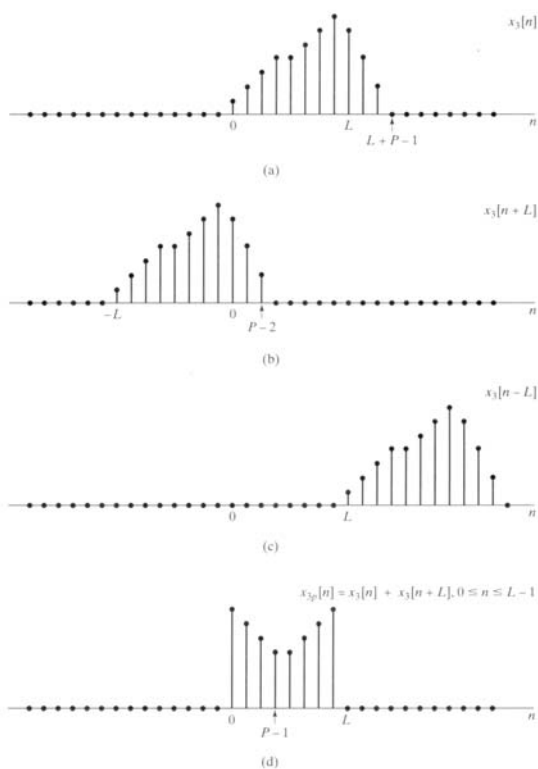 x₃[n]
0
L
n
L + P − 1
(a)
x₃[n + L]
−L
0
n
P − 2
(b)
x₃[n − L]
0
L
n
(c)
x₃ₚ[n] = x₃[n] + x₃[n + L], 0 ≤ n ≤ L − 1
0
L
n
P − 1
(d)